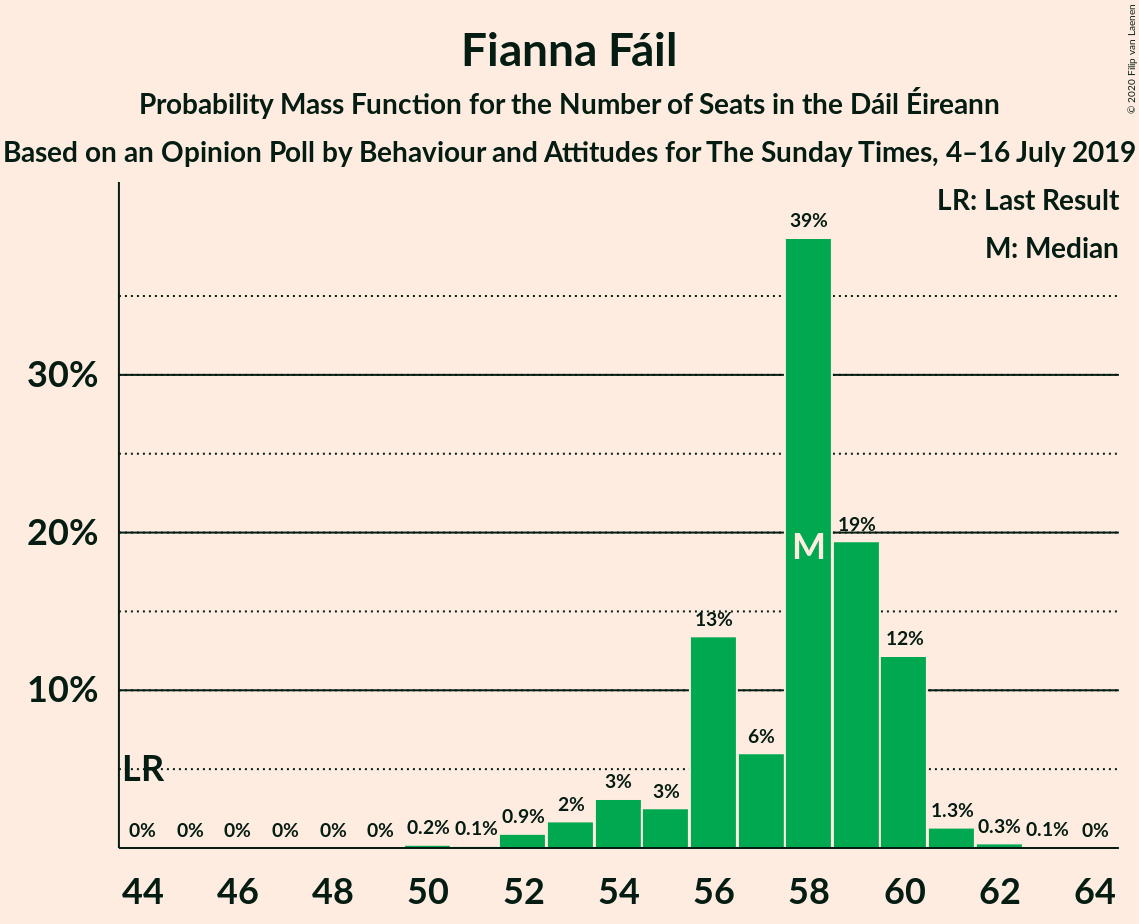 Fianna Fáil
Probability Mass Function for the Number of Seats in the Dáil Éireann
Based on an Opinion Poll by Behaviour and Attitudes for The Sunday Times, 4–16 July 2019
© 2020 Filip van Laenen
LR: Last Result
M: Median
39%
30%
20%
19%
M
13%
12%
10%
6%
LR
3%
3%
2%
0.9%
1.3%
0% 0% 0% 0% 0% 0% 0.2% 0.1% 0.3% 0.1% 0%
44 46 48 50 52 54 56 58 60 62 64